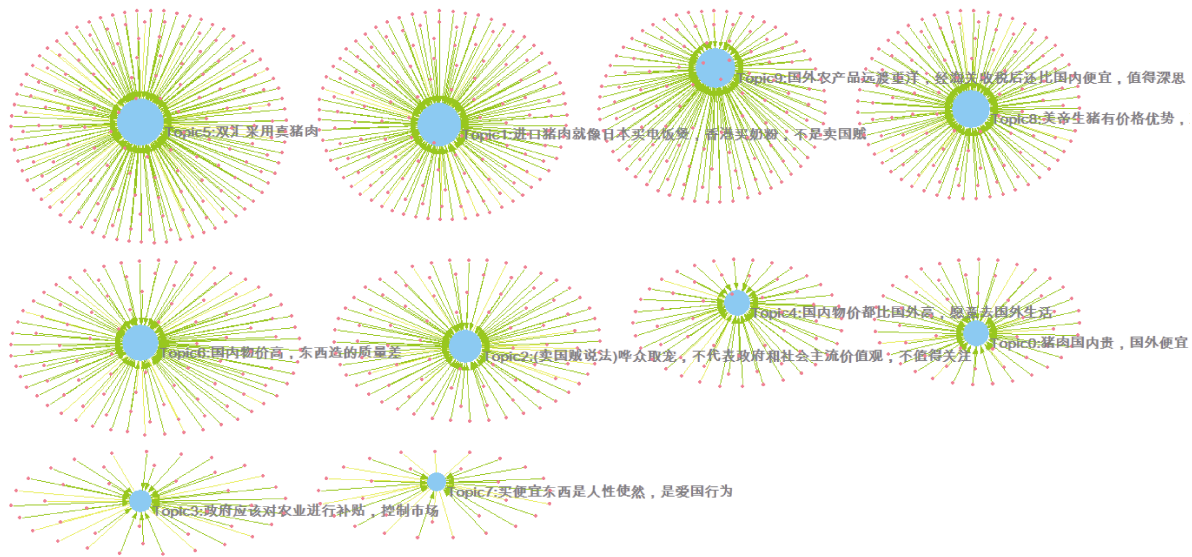 Topic9:国外农产品远渡重洋，经海关收税后还比国内便宜，值得深思
Topic5:双汇采用真猪肉
Topic1:进口猪肉就像日本买电饭煲，香港买奶粉，不是卖国贼
Topic8:美帝生猪有价格优势，
Topic4:国内物价都比国外高，愿意去国外生活
Topic6:国内物价高，东西造的质量差
Topic2:(卖国贼说法)哗众取宠，不代表政府和社会主流价值观，不值得关注
Topic0:猪肉国内贵，国外便宜
Topic3:政府应该对农业进行补贴，控制市场
Topic7:买便宜东西是人性使然，是爱国行为